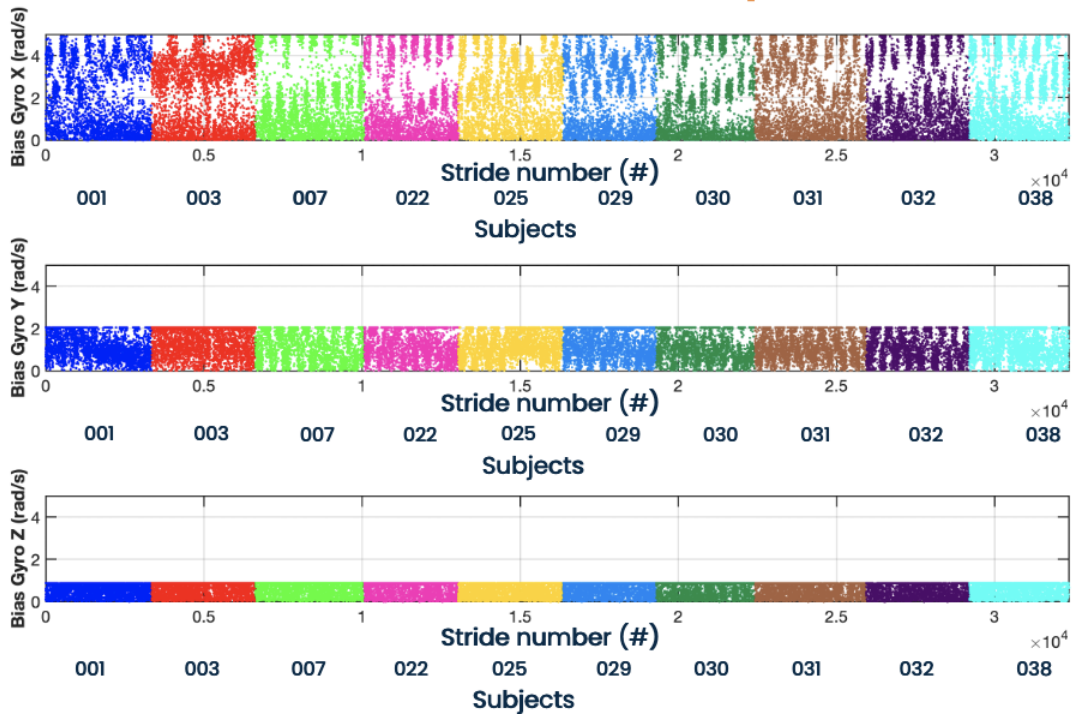 Bias Gyro X (rad/s)
4
2
0
0 0.5 1 1.5 2 2.5 3
×10⁴
Stride number (#)
001 003 007 022 025 029 030 031 032 038
Subjects
Bias Gyro Y (rad/s)
4
2
0
0 0.5 1 1.5 2 2.5 3
×10⁴
Stride number (#)
001 003 007 022 025 029 030 031 032 038
Subjects
Bias Gyro Z (rad/s)
4
2
0
0 0.5 1 1.5 2 2.5 3
×10⁴
Stride number (#)
001 003 007 022 025 029 030 031 032 038
Subjects